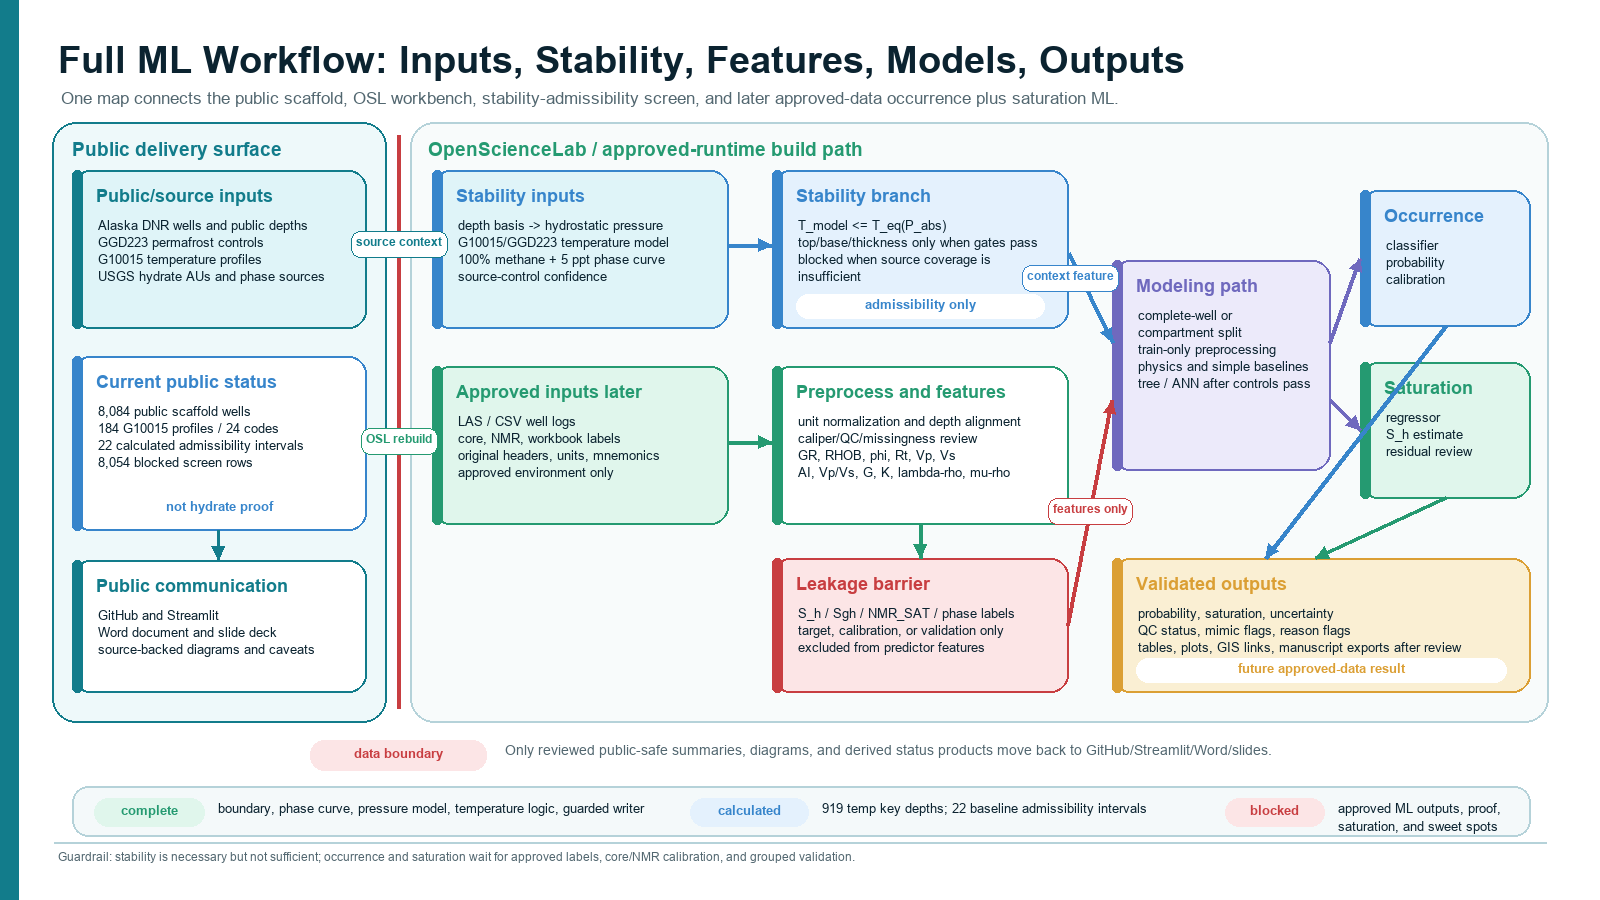 Full ML Workflow: Inputs, Stability, Features, Models, Outputs
One map connects the public scaffold, OSL workbench, stability-admissibility screen, and later approved-data occurrence plus saturation ML.
Public delivery surface
Public/source inputs
Alaska DNR wells and public depths
GGD223 permafrost controls
G10015 temperature profiles
USGS hydrate AUs and phase sources
Current public status
8,084 public scaffold wells
184 G10015 profiles / 24 codes
22 calculated admissibility intervals
8,054 blocked screen rows
not hydrate proof
Public communication
GitHub and Streamlit
Word document and slide deck
source-backed diagrams and caveats
source context
OSL rebuild
OpenScienceLab / approved-runtime build path
Stability inputs
depth basis -> hydrostatic pressure
G10015/GGD223 temperature model
100% methane + 5 ppt phase curve
source-control confidence
Stability branch
T_model <= T_eq(P_abs)
top/base/thickness only when gates pass
blocked when source coverage is
insufficient
admissibility only
context feature
Approved inputs later
LAS / CSV well logs
core, NMR, workbook labels
original headers, units, mnemonics
approved environment only
Preprocess and features
unit normalization and depth alignment
caliper/QC/missingness review
GR, RHOB, phi, Rt, Vp, Vs
AI, Vp/Vs, G, K, lambda-rho, mu-rho
features only
Leakage barrier
S_h / Sgh / NMR_SAT / phase labels
target, calibration, or validation only
excluded from predictor features
Modeling path
complete-well or
compartment split
train-only preprocessing
physics and simple baselines
tree / ANN after controls pass
Occurrence
classifier
probability
calibration
Saturation
regressor
S_h estimate
residual review
Validated outputs
probability, saturation, uncertainty
QC status, mimic flags, reason flags
tables, plots, GIS links, manuscript exports after review
future approved-data result
data boundary
Only reviewed public-safe summaries, diagrams, and derived status products move back to GitHub/Streamlit/Word/slides.
complete
boundary, phase curve, pressure model, temperature logic, guarded writer
calculated
919 temp key depths; 22 baseline admissibility intervals
blocked
approved ML outputs, proof,
saturation, and sweet spots
Guardrail: stability is necessary but not sufficient; occurrence and saturation wait for approved labels, core/NMR calibration, and grouped validation.